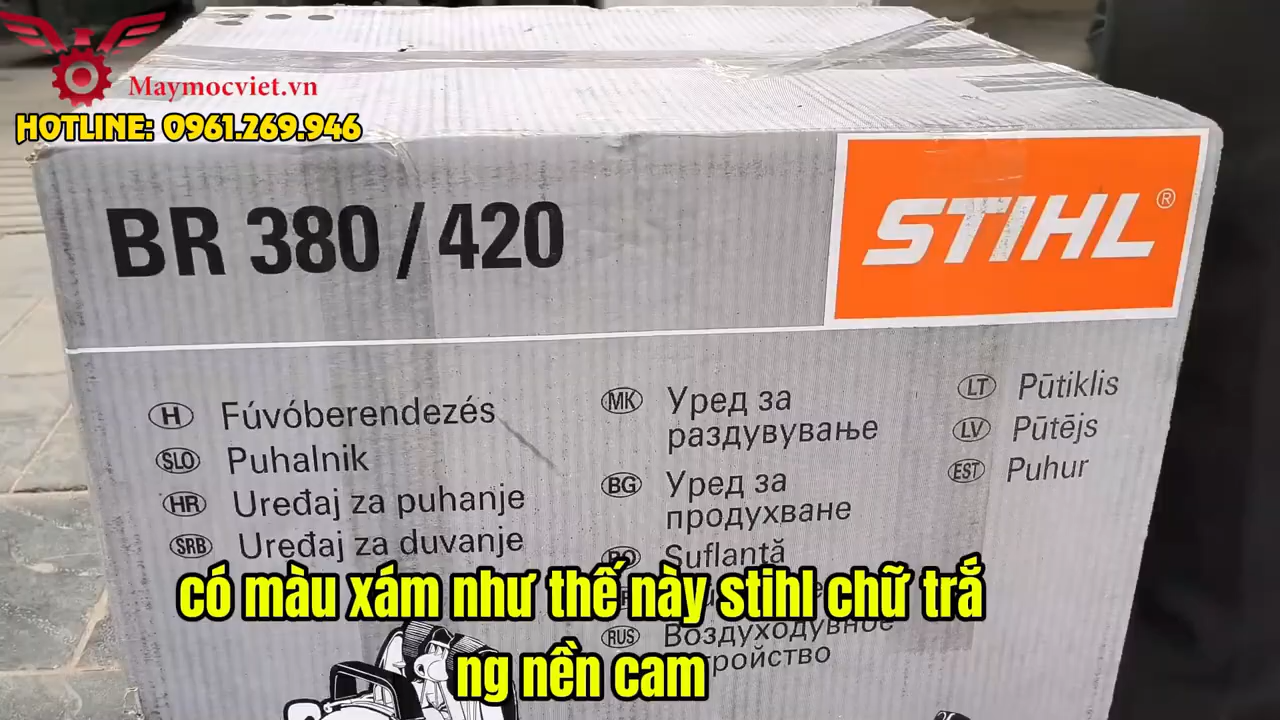 Maymocviet.vn
HOTLINE: 0961.269.946
BR 380 / 420
STIHL®
H Fúvóberendezés
SLO Puhalnik
HR Uređaj za puhanje
SRB Uređaj za duvanje
MK Уред за
раздувување
BG Уред за
продухване
RO Suflantă
RUS Воздуходувное
LT Pūtiklis
LV Pūtējs
EST Puhur
có màu xám như thế này stihl chữ trắ
ng nền cam